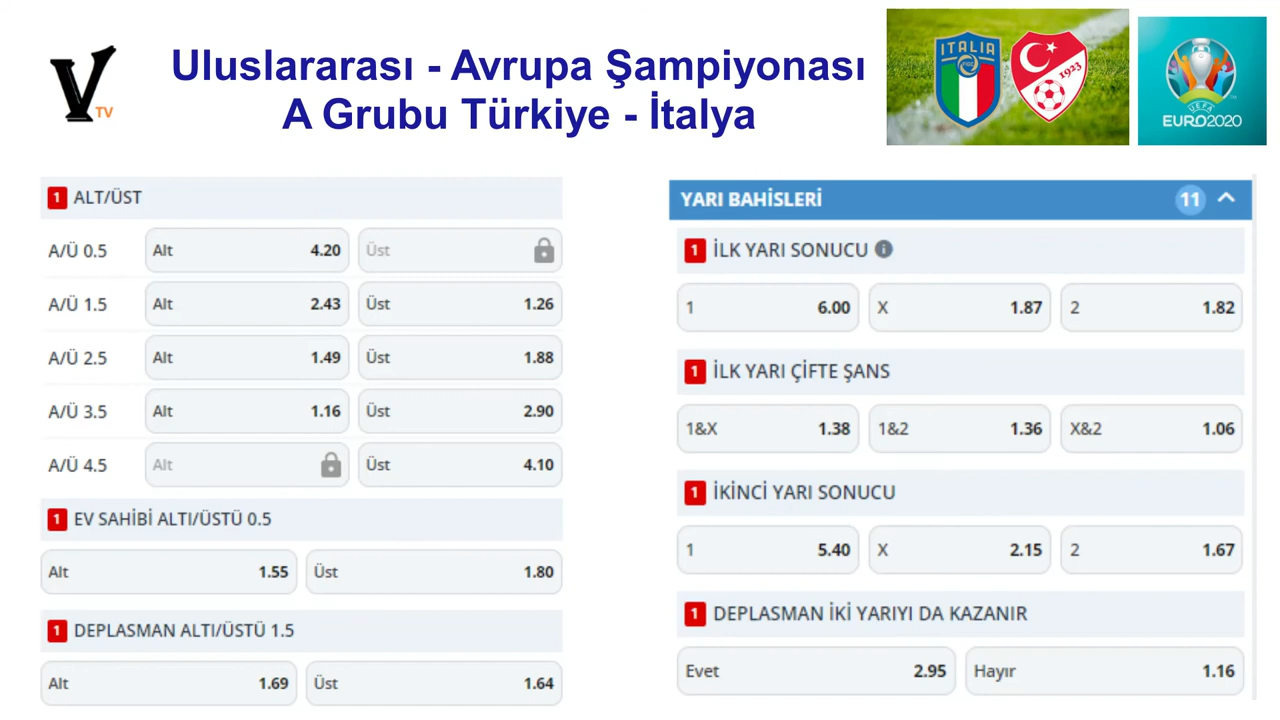 V TV
Uluslararası - Avrupa Şampiyonası
A Grubu Türkiye - İtalya
ITALIA
FIGC
1923
UEFA
EURO2020
1 ALT/ÜST
A/Ü 0.5 Alt 4.20 Üst
A/Ü 1.5 Alt 2.43 Üst 1.26
A/Ü 2.5 Alt 1.49 Üst 1.88
A/Ü 3.5 Alt 1.16 Üst 2.90
A/Ü 4.5 Alt Üst 4.10
1 EV SAHİBİ ALTI/ÜSTÜ 0.5
Alt 1.55 Üst 1.80
1 DEPLASMAN ALTI/ÜSTÜ 1.5
Alt 1.69 Üst 1.64
YARI BAHİSLERİ 11
1 İLK YARI SONUCU
1 6.00 X 1.87 2 1.82
1 İLK YARI ÇİFTE ŞANS
1&X 1.38 1&2 1.36 X&2 1.06
1 İKİNCİ YARI SONUCU
1 5.40 X 2.15 2 1.67
1 DEPLASMAN İKİ YARIYI DA KAZANIR
Evet 2.95 Hayır 1.16